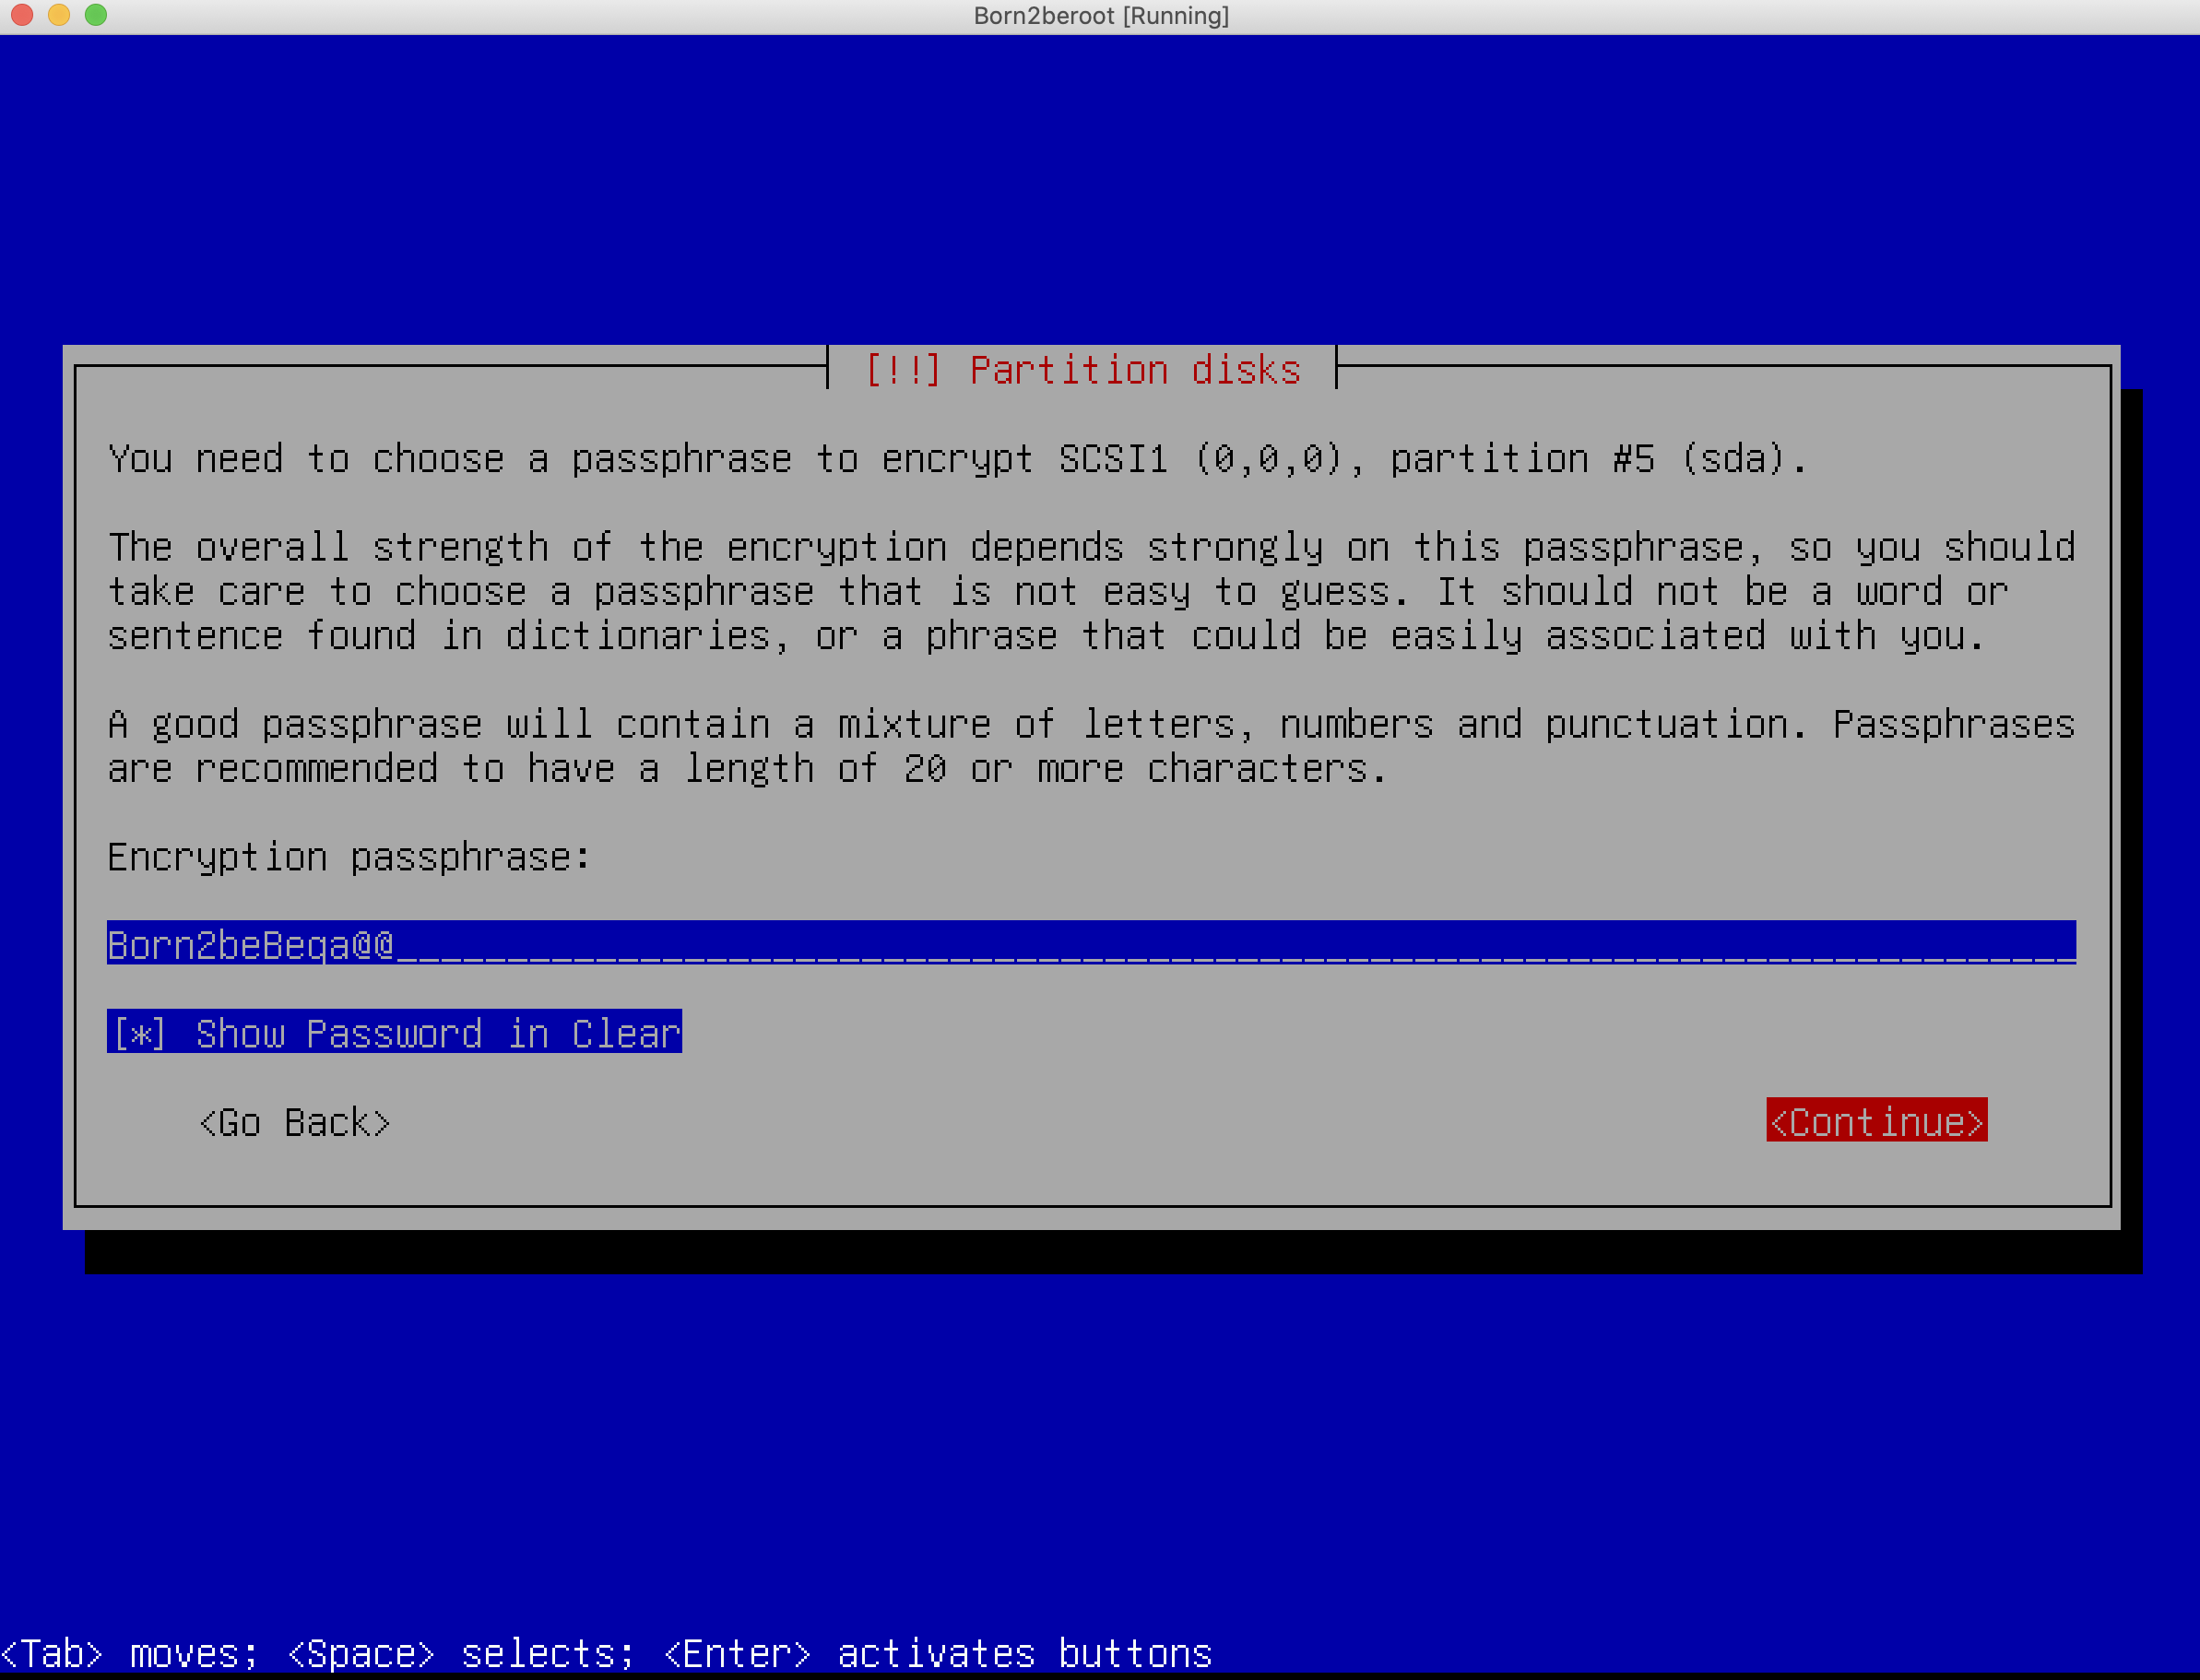 Born2beroot [Running]
[!!] Partition disks
You need to choose a passphrase to encrypt SCSI1 (0,0,0), partition #5 (sda).
The overall strength of the encryption depends strongly on this passphrase, so you should
take care to choose a passphrase that is not easy to guess. It should not be a word or
sentence found in dictionaries, or a phrase that could be easily associated with you.
A good passphrase will contain a mixture of letters, numbers and punctuation. Passphrases
are recommended to have a length of 20 or more characters.
Encryption passphrase:
Born2beBeqa@@____________________________________________________________________________
[*] Show Password in Clear
<Go Back> <Continue>
<Tab> moves; <Space> selects; <Enter> activates buttons